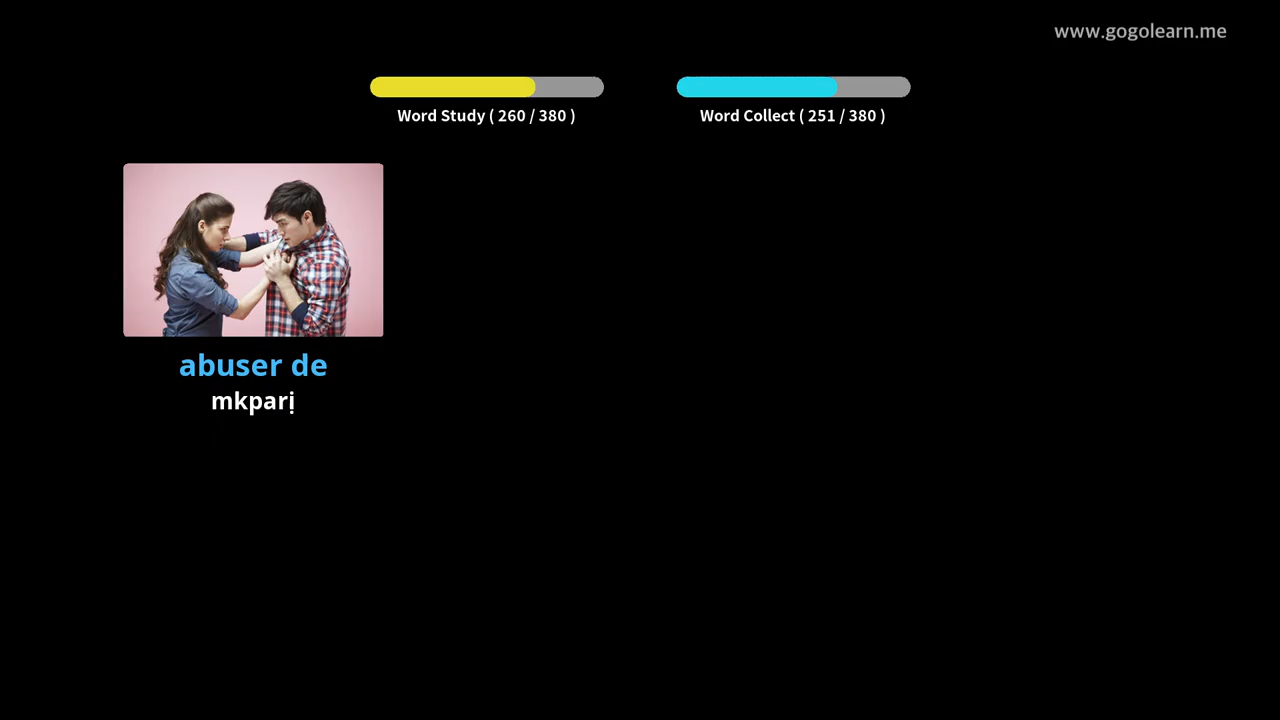 www.gogolearn.me
Word Study ( 260 / 380 )
Word Collect ( 251 / 380 )
abuser de
mkparị